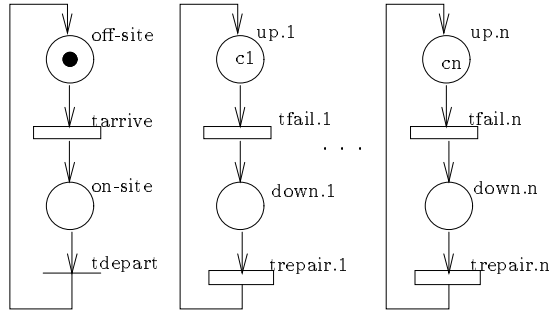 off-site
up.1
up.n
c1
cn
tarrive
tfail.1
tfail.n
. . .
on-site
down.1
down.n
tdepart
trepair.1
trepair.n